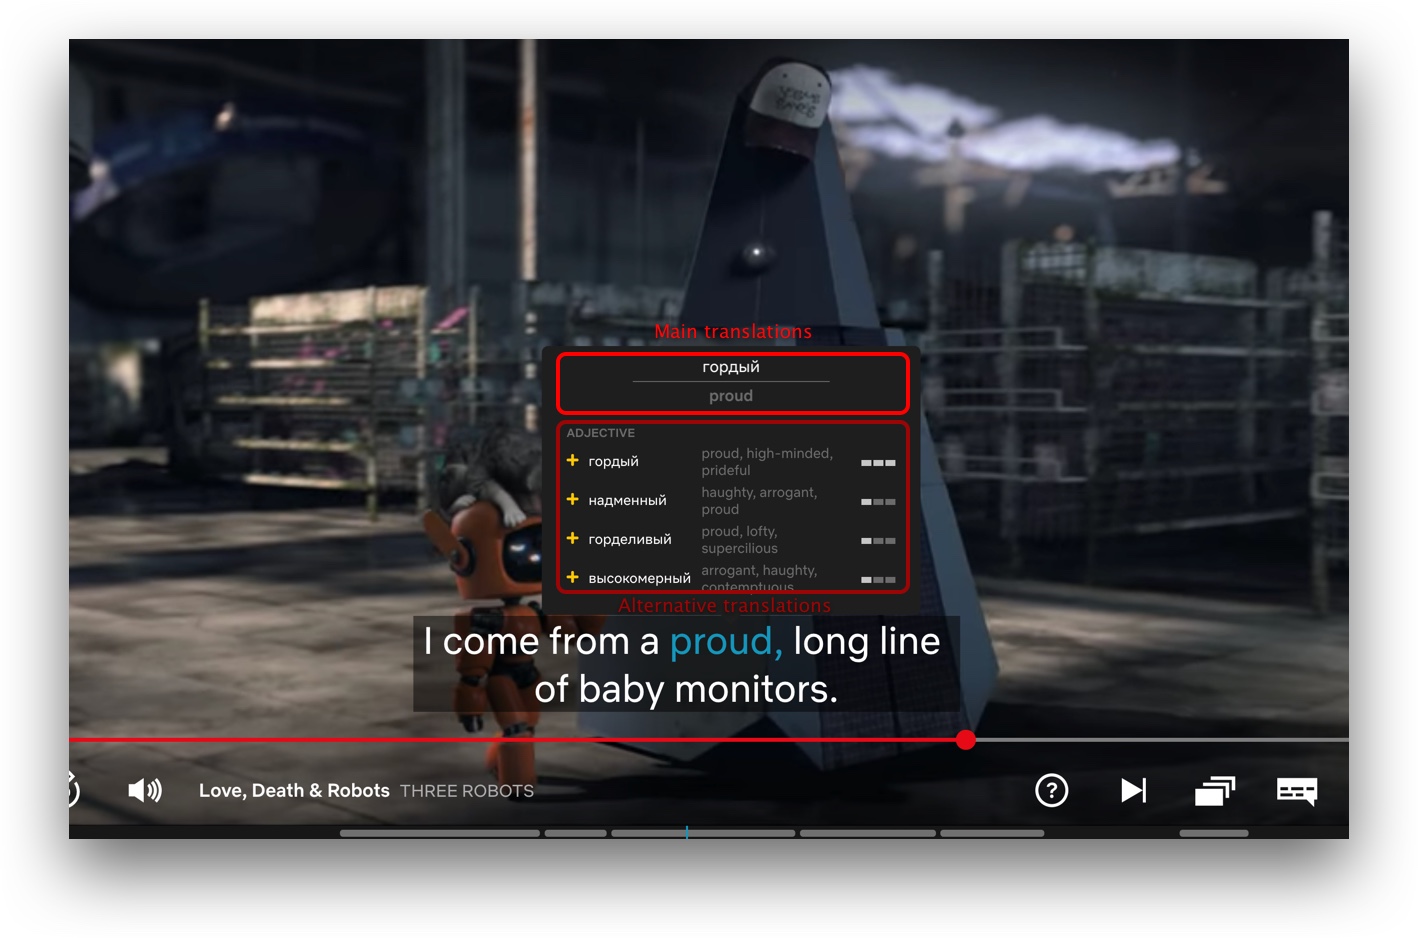 Main translations
гордый
proud
ADJECTIVE
+ гордый proud, high-minded, prideful
+ надменный haughty, arrogant, proud
+ горделивый proud, lofty, supercilious
+ высокомерный arrogant, haughty, contemptuous
Alternative translations
I come from a proud, long line
of baby monitors.
Love, Death & Robots THREE ROBOTS
?